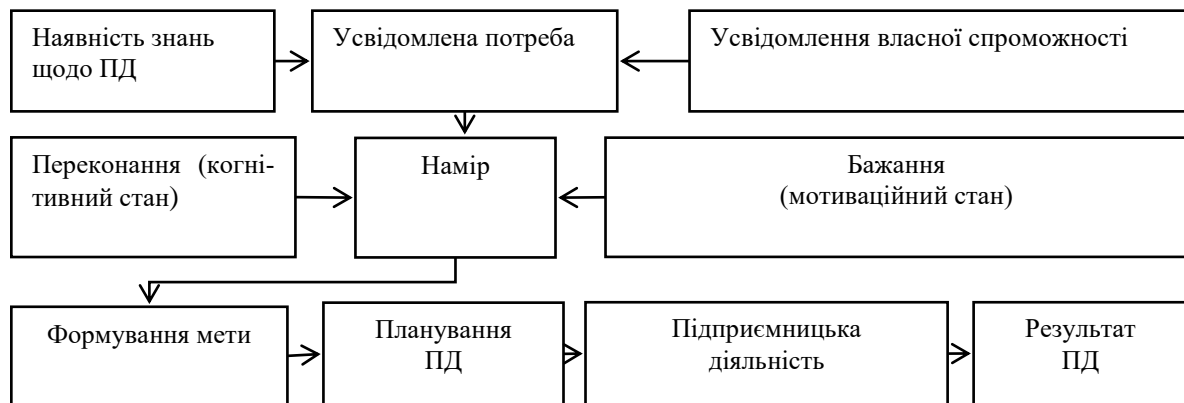 Наявність знань
щодо ПД
Усвідомлена потреба
Усвідомлення власної спроможності
Переконання (когні-
тивний стан)
Намір
Бажання
(мотиваційний стан)
Формування мети
Планування
ПД
Підприємницька
діяльність
Результат
ПД